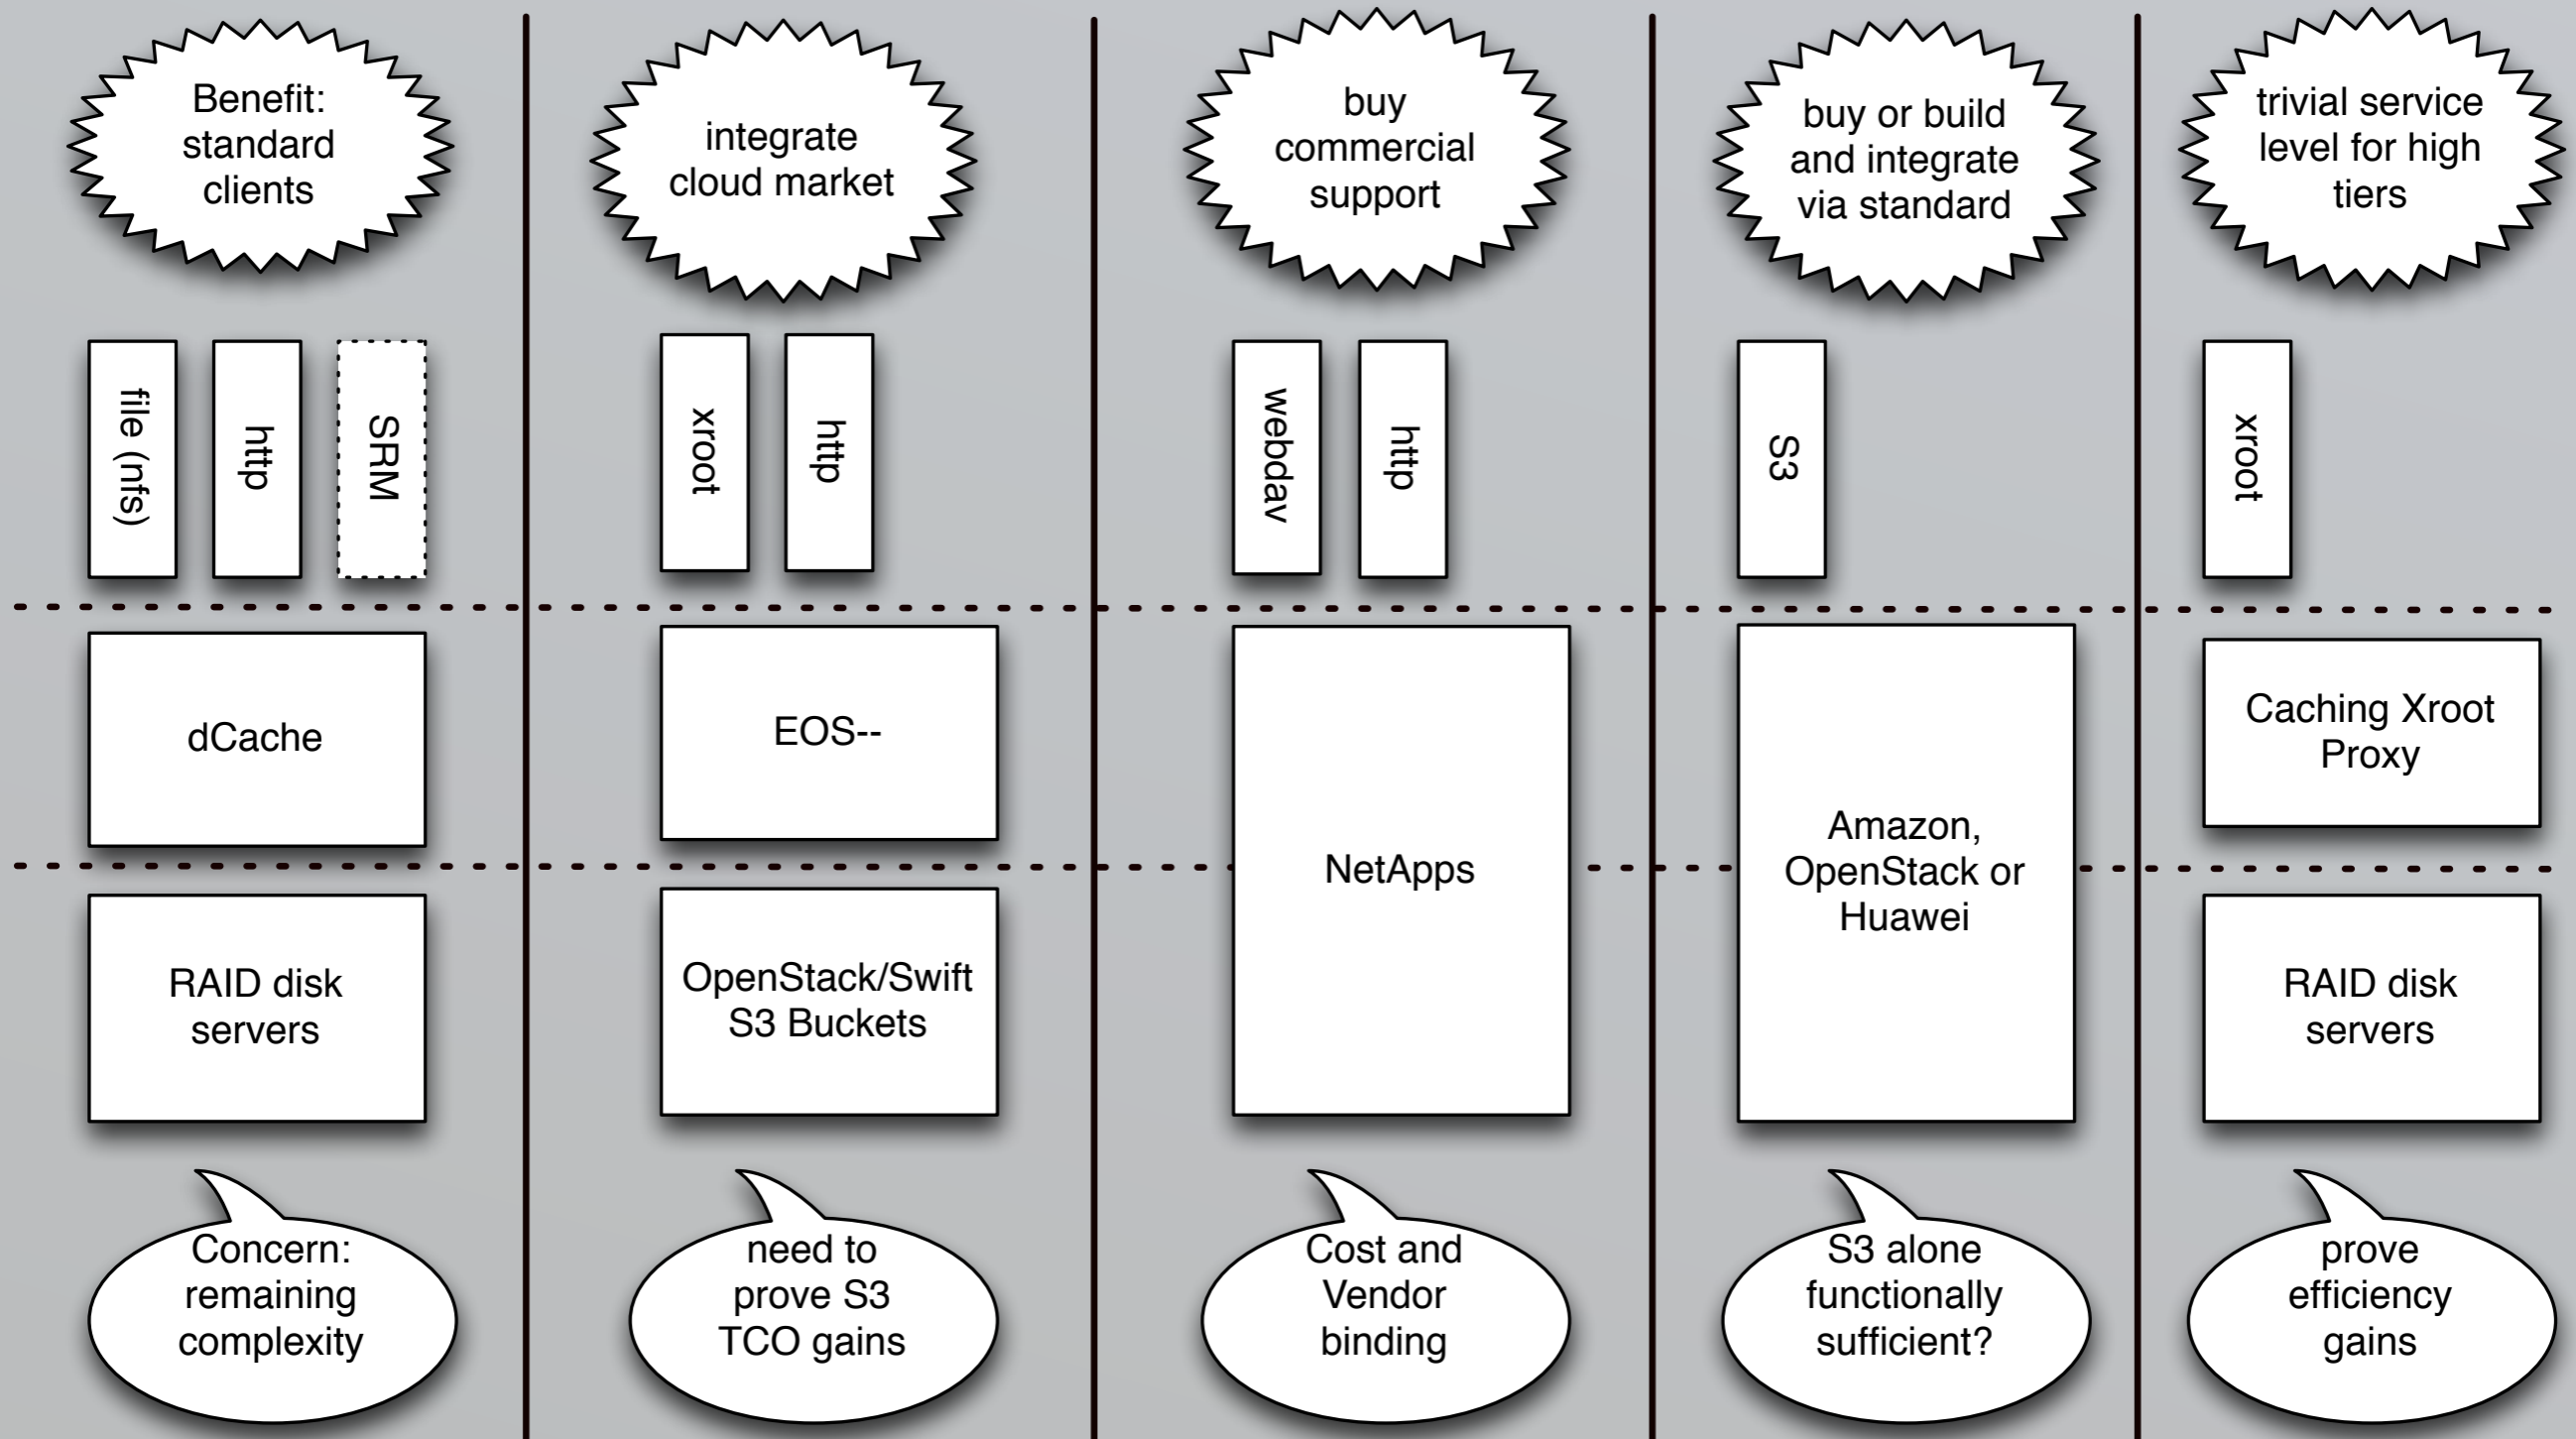 Benefit:
standard
clients
file (nfs)
http
SRM
dCache
RAID disk
servers
Concern:
remaining
complexity
integrate
cloud market
xroot
http
EOS--
OpenStack/Swift
S3 Buckets
need to
prove S3
TCO gains
buy
commercial
support
webdav
http
NetApps
Cost and
Vendor
binding
buy or build
and integrate
via standard
S3
Amazon,
OpenStack or
Huawei
S3 alone
functionally
sufficient?
trivial service
level for high
tiers
xroot
Caching Xroot
Proxy
RAID disk
servers
prove
efficiency
gains